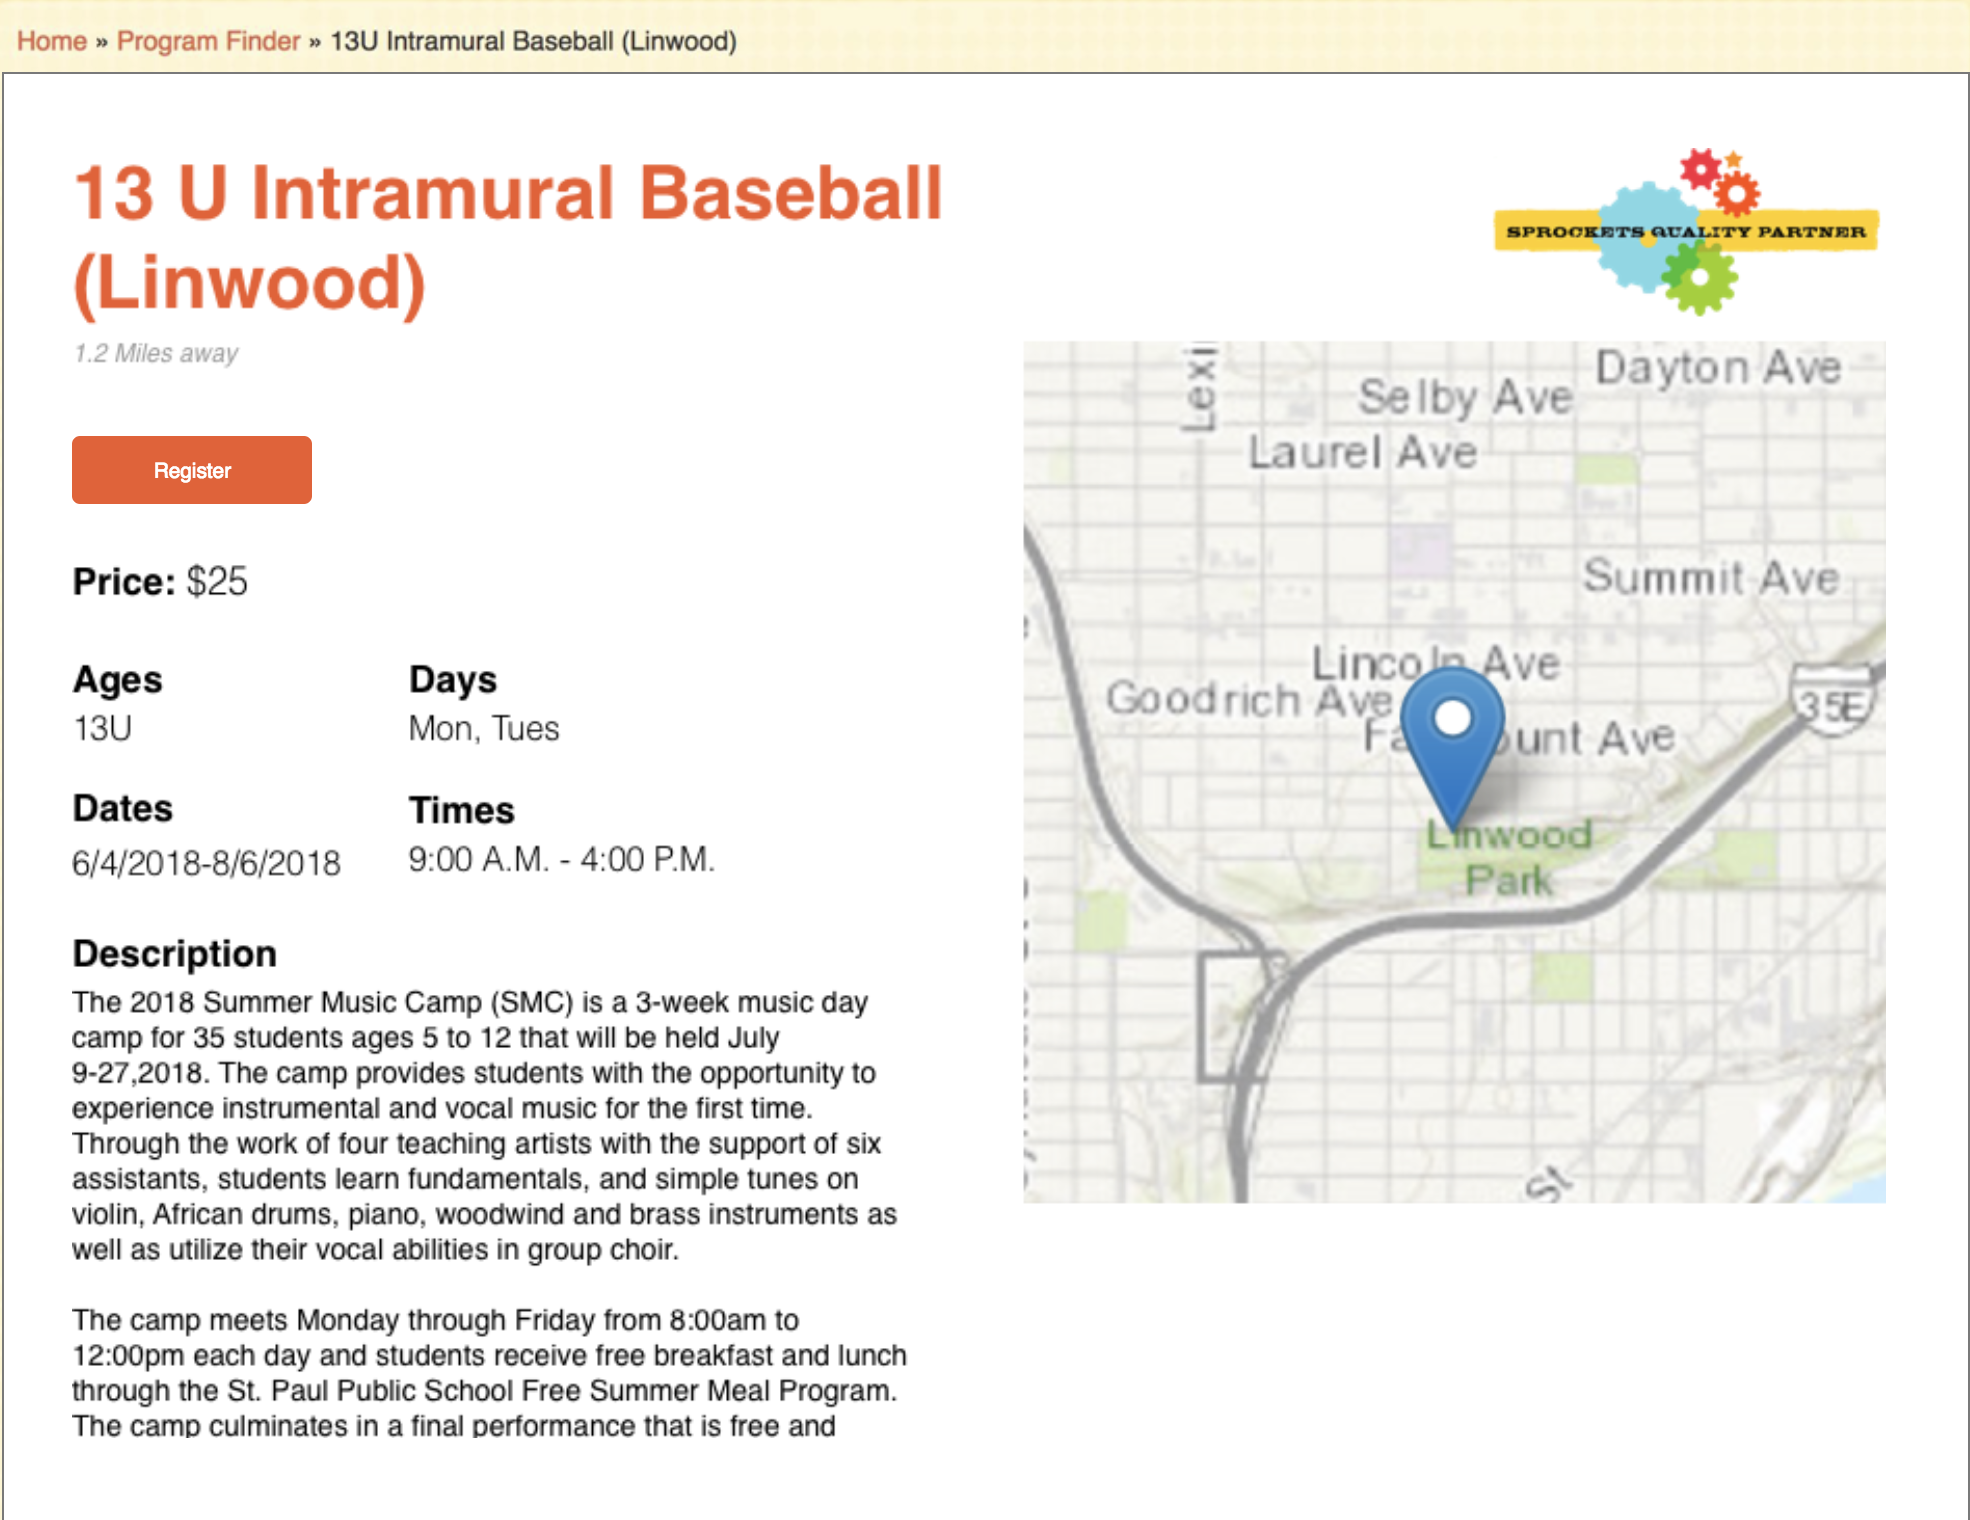 Home » Program Finder » 13U Intramural Baseball (Linwood)
13 U Intramural Baseball
(Linwood)
1.2 Miles away
SPROCKETS QUALITY PARTNER
Register
Price: $25
Ages
13U
Days
Mon, Tues
Dates
6/4/2018-8/6/2018
Times
9:00 A.M. - 4:00 P.M.
Description
The 2018 Summer Music Camp (SMC) is a 3-week music day
camp for 35 students ages 5 to 12 that will be held July
9-27,2018. The camp provides students with the opportunity to
experience instrumental and vocal music for the first time.
Through the work of four teaching artists with the support of six
assistants, students learn fundamentals, and simple tunes on
violin, African drums, piano, woodwind and brass instruments as
well as utilize their vocal abilities in group choir.
The camp meets Monday through Friday from 8:00am to
12:00pm each day and students receive free breakfast and lunch
through the St. Paul Public School Free Summer Meal Program.
The camp culminates in a final performance that is free and
Lexi
Dayton Ave
Selby Ave
Laurel Ave
Summit Ave
Lincoln Ave
Goodrich Ave
35E
Fa ount Ave
Linwood
Park
St